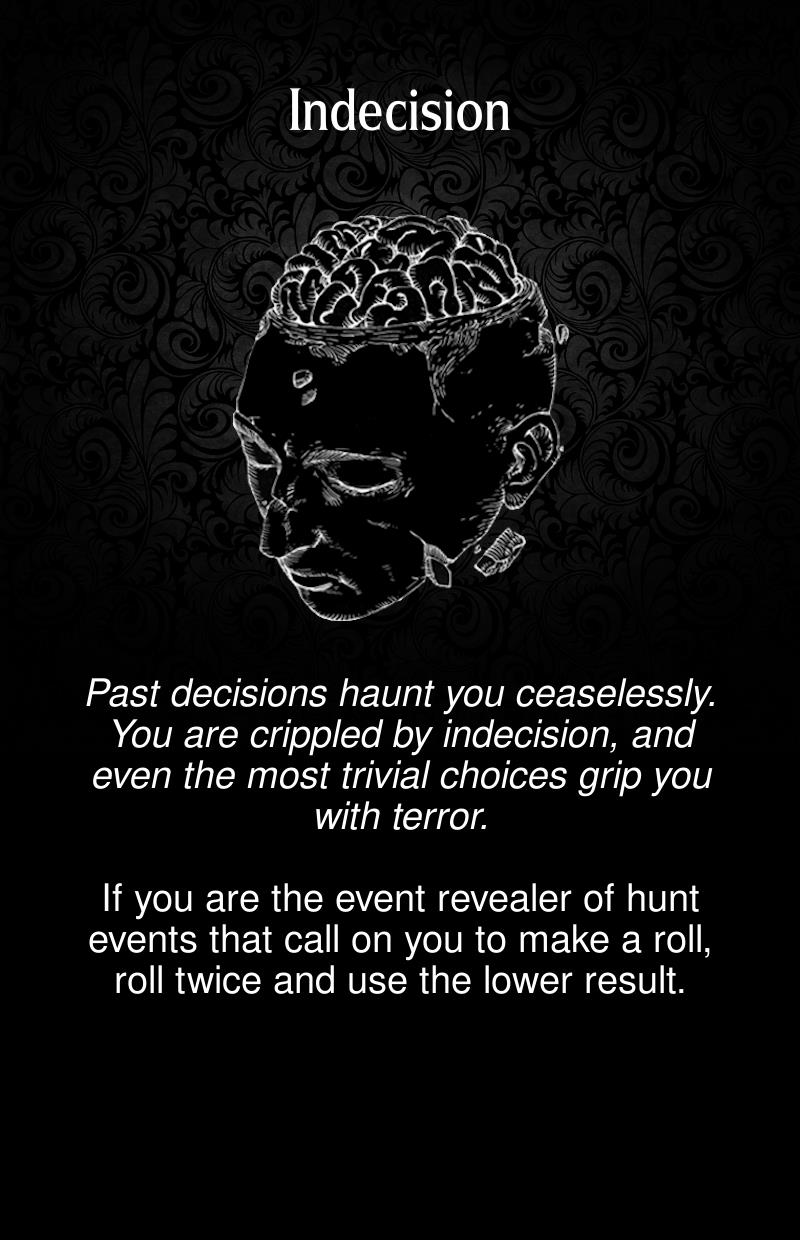 Indecision
Past decisions haunt you ceaselessly.
You are crippled by indecision, and
even the most trivial choices grip you
with terror.
If you are the event revealer of hunt
events that call on you to make a roll,
roll twice and use the lower result.